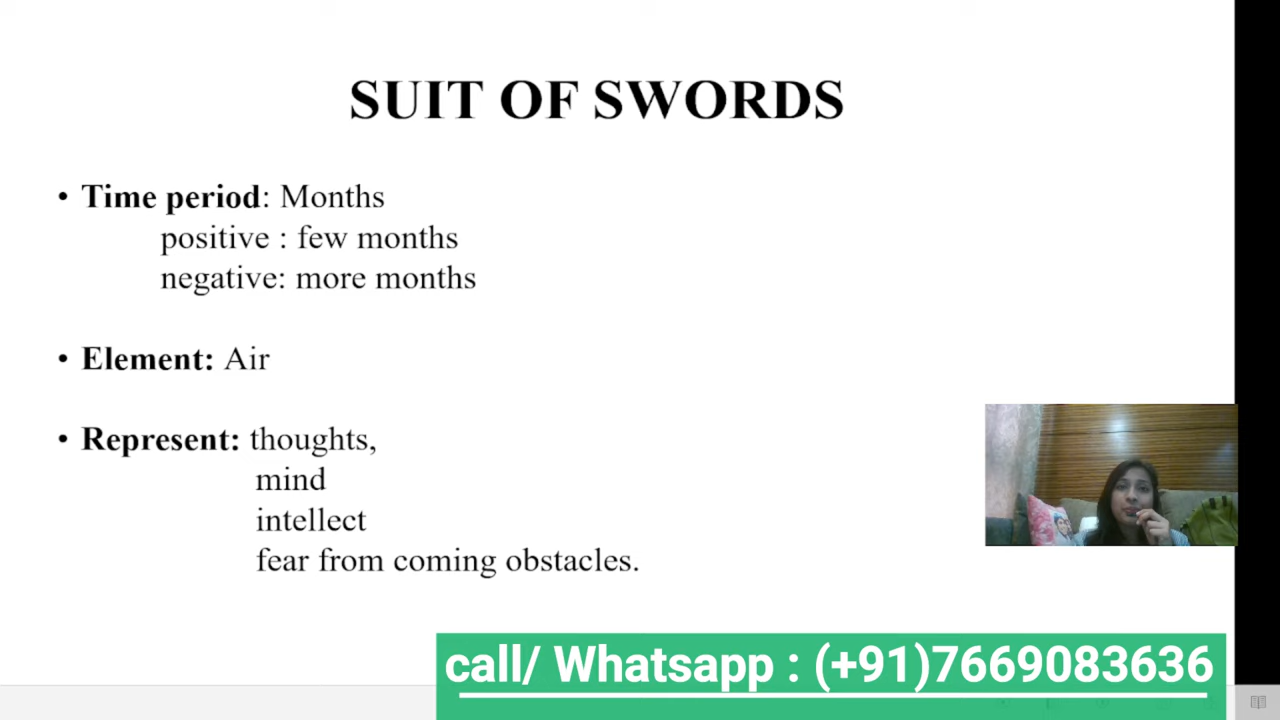 SUIT OF SWORDS
• Time period: Months
positive : few months
negative: more months
• Element: Air
• Represent: thoughts,
mind
intellect
fear from coming obstacles.
call/ Whatsapp : (+91)7669083636